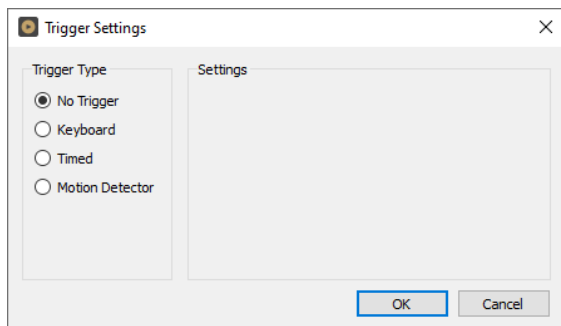 Trigger Settings
Trigger Type
No Trigger
Keyboard
Timed
Motion Detector
Settings
OK
Cancel